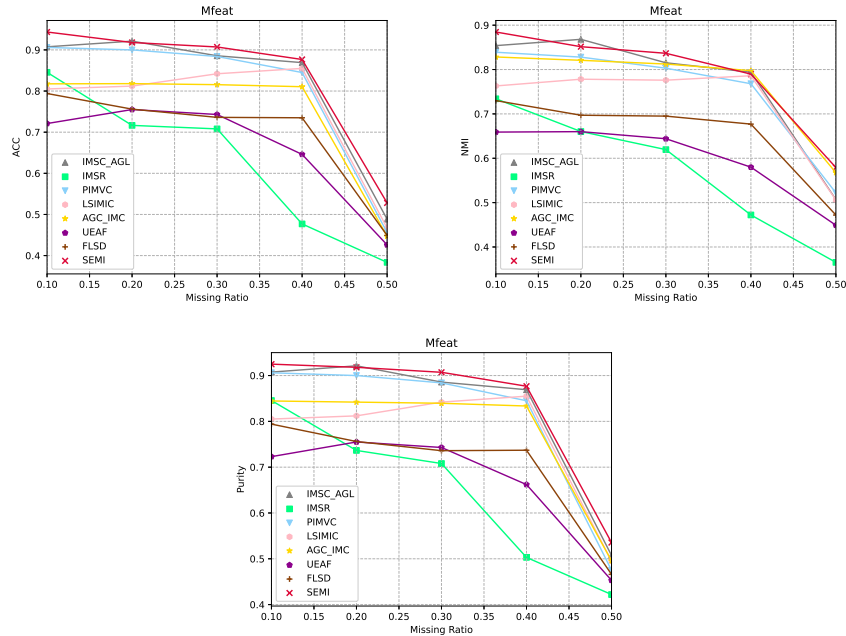 Mfeat
ACC
0.9
0.8
0.7
0.6
0.5
0.4
IMSC_AGL
IMSR
PIMVC
LSIMIC
AGC_IMC
UEAF
FLSD
SEMI
0.10 0.15 0.20 0.25 0.30 0.35 0.40 0.45 0.50
Missing Ratio
Mfeat
NMI
0.9
0.8
0.7
0.6
0.5
0.4
IMSC_AGL
IMSR
PIMVC
LSIMIC
AGC_IMC
UEAF
FLSD
SEMI
0.10 0.15 0.20 0.25 0.30 0.35 0.40 0.45 0.50
Missing Ratio
Mfeat
Purity
0.9
0.8
0.7
0.6
0.5
0.4
IMSC_AGL
IMSR
PIMVC
LSIMIC
AGC_IMC
UEAF
FLSD
SEMI
0.10 0.15 0.20 0.25 0.30 0.35 0.40 0.45 0.50
Missing Ratio